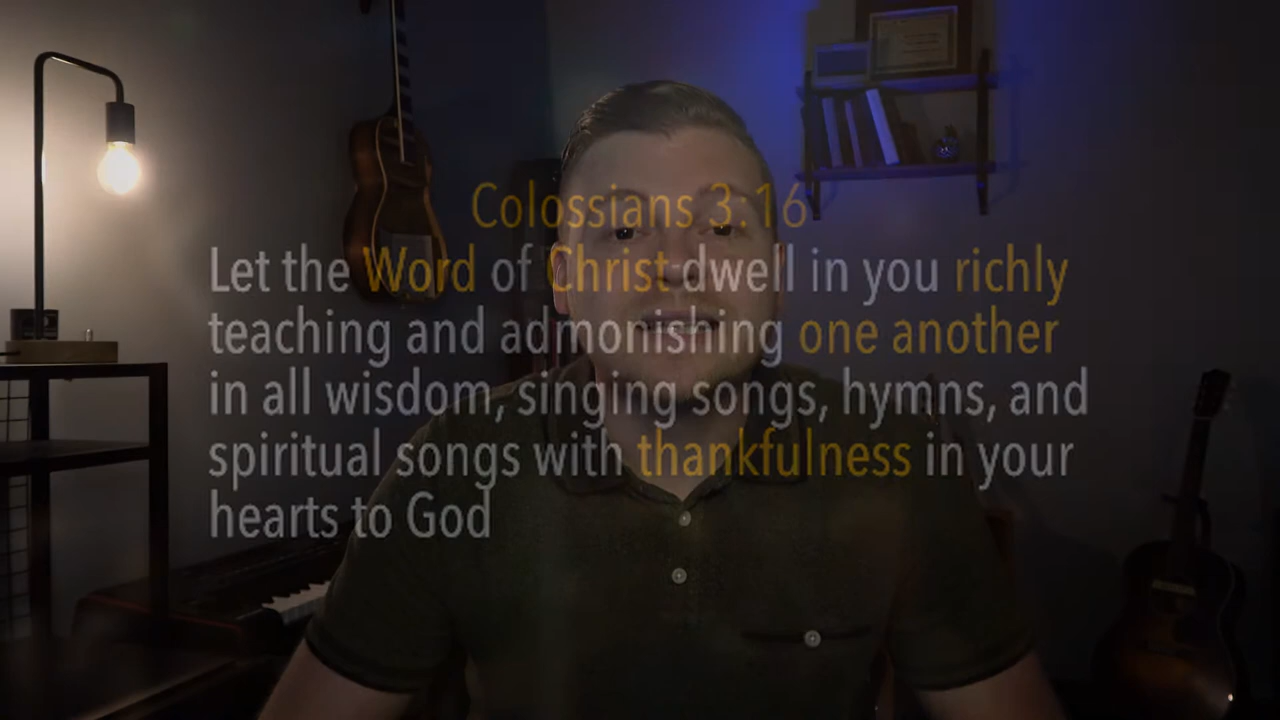 Colossians 3.16
Let the Word of Christ dwell in you richly
teaching and admonishing one another
in all wisdom, singing songs, hymns, and
spiritual songs with thankfulness in your
hearts to God